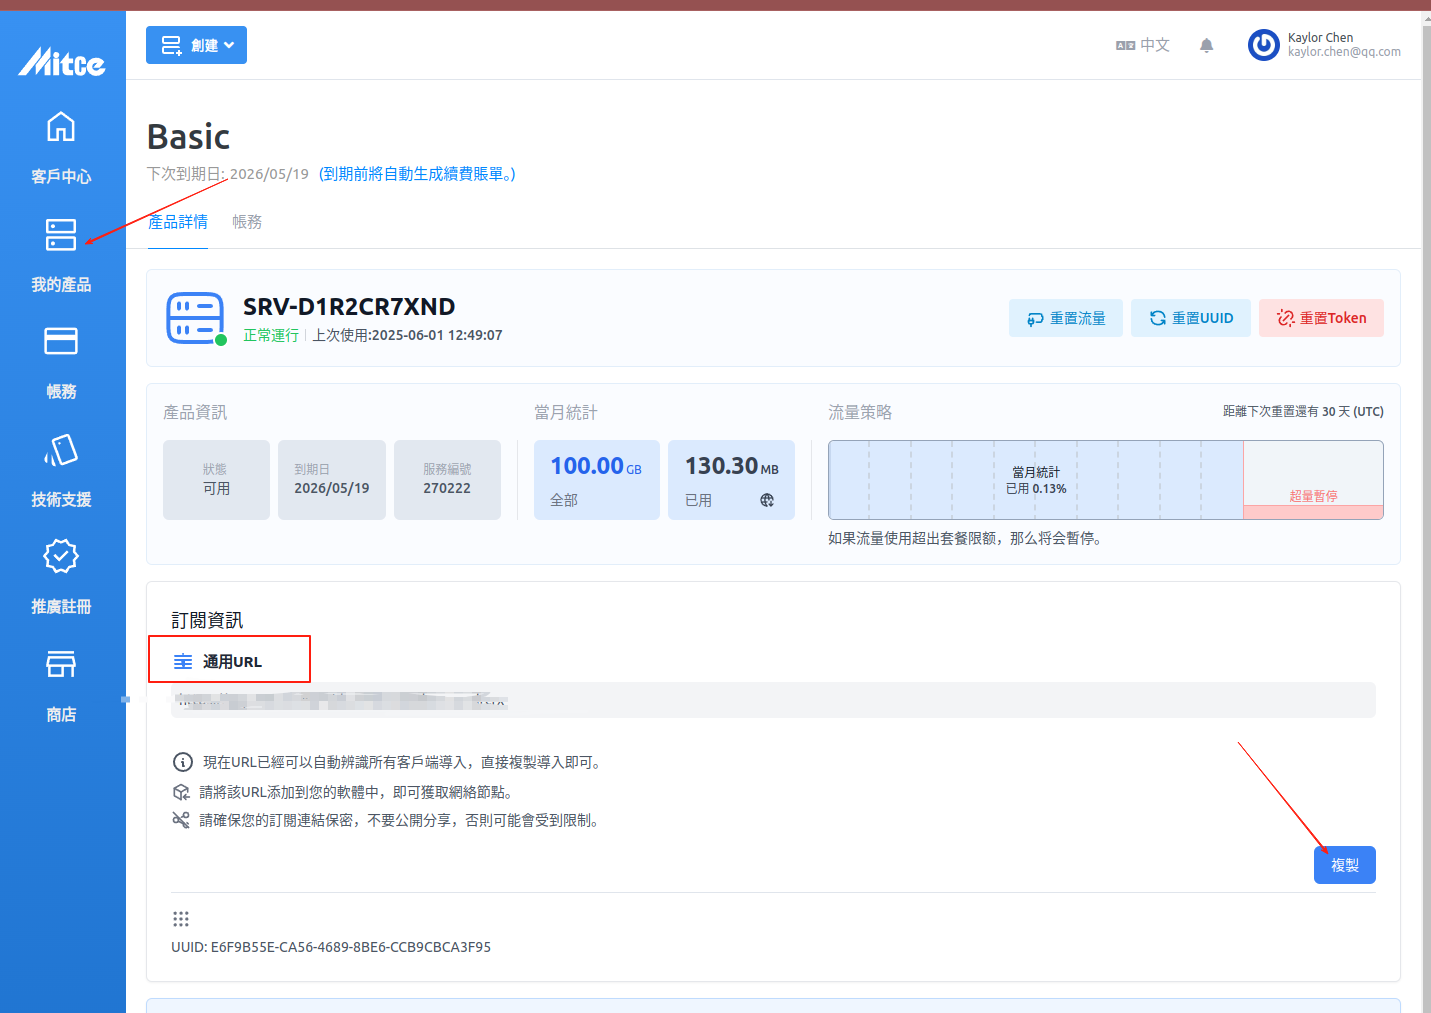 Mitce
創建
中文
Kaylor Chen
kaylor.chen@qq.com
客戶中心
我的產品
帳務
技術支援
推廣註冊
商店
Basic
下次到期日: 2026/05/19 (到期前將自動生成續費賬單。)
產品詳情 帳務
SRV-D1R2CR7XND
正常運行 上次使用:2025-06-01 12:49:07
重置流量 重置UUID 重置Token
產品資訊
狀態
可用
到期日
2026/05/19
服務編號
270222
當月統計
100.00 GB
全部
130.30 MB
已用
流量策略
距離下次重置還有 30 天 (UTC)
當月統計
已用 0.13%
超量暫停
如果流量使用超出套餐限额，那么将会暫停。
訂閱資訊
通用URL
現在URL已經可以自動辨識所有客戶端導入，直接複製導入即可。
請將該URL添加到您的軟體中，即可獲取網絡節點。
請確保您的訂閱連結保密，不要公開分享，否則可能會受到限制。
複製
UUID: E6F9B55E-CA56-4689-8BE6-CCB9CBCA3F95